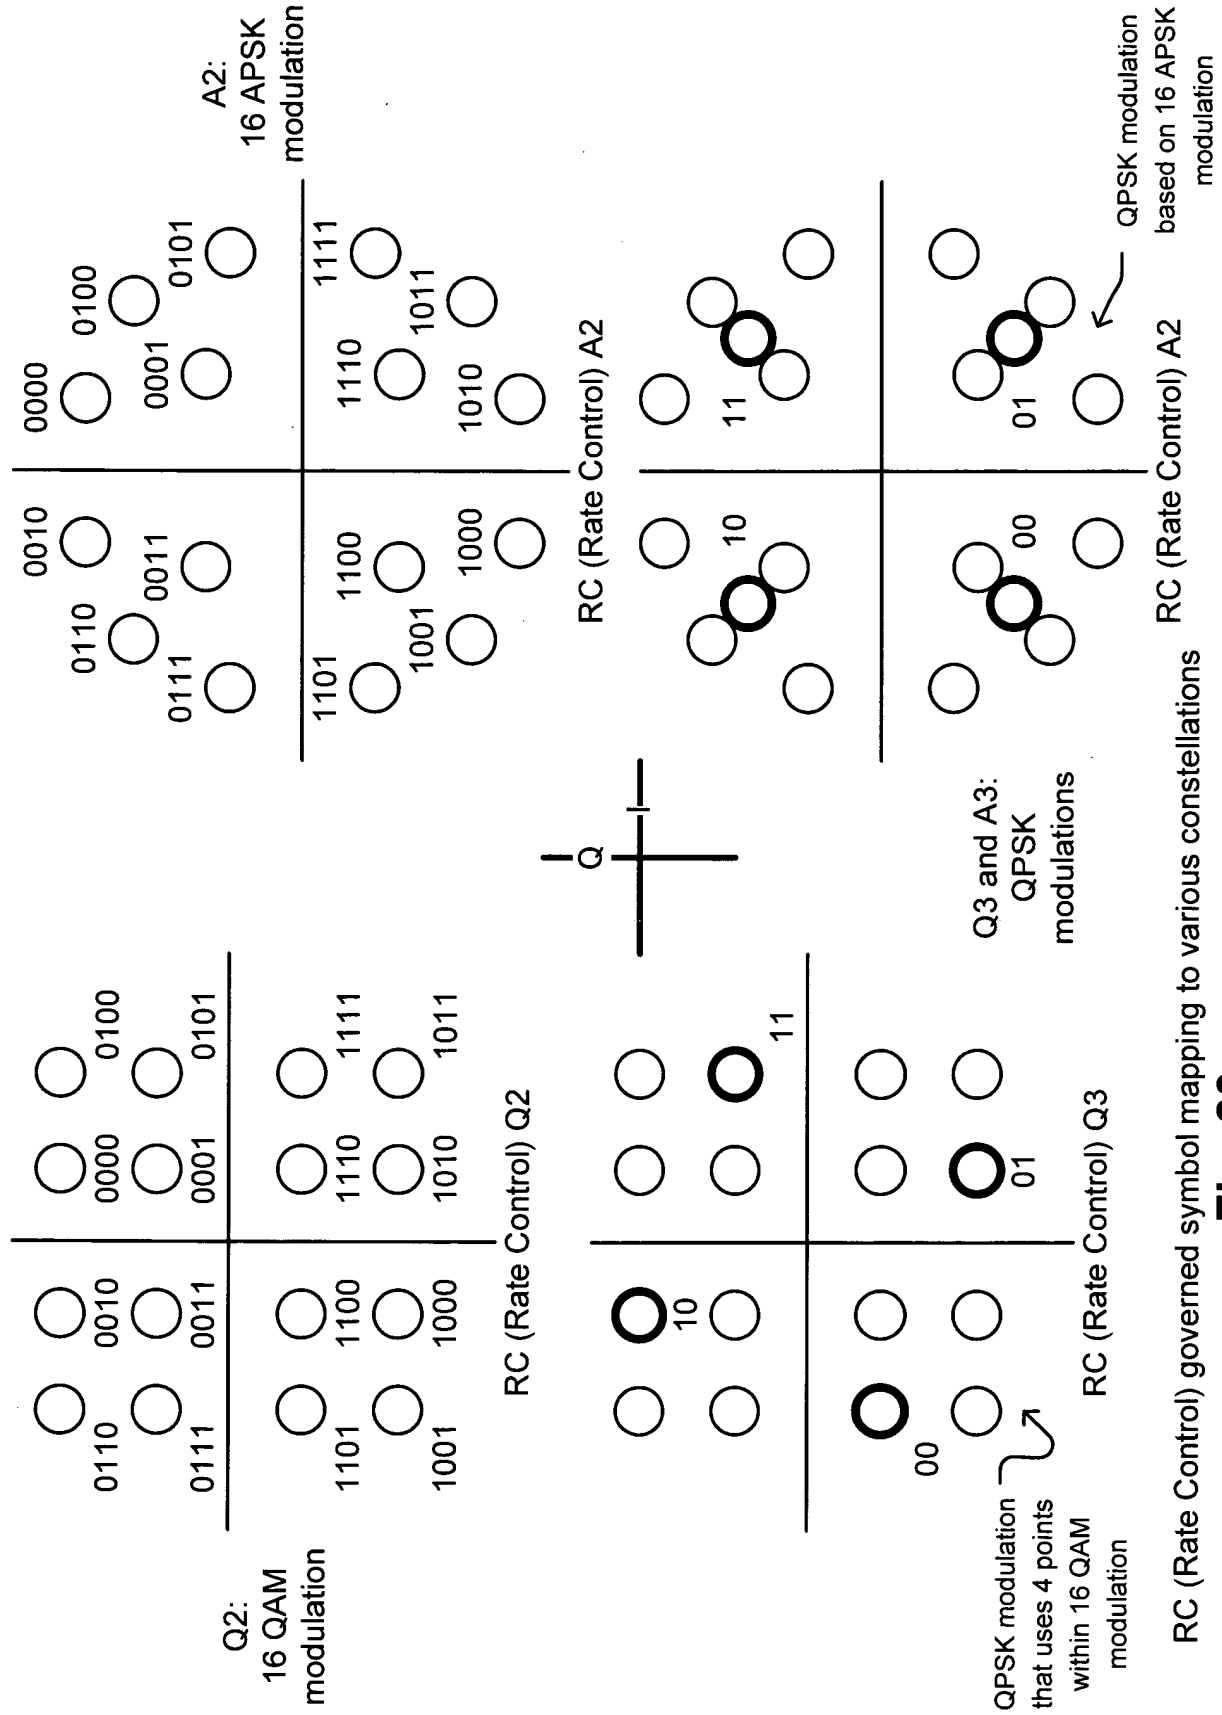 Q2:
16 QAM
modulation
0110 0010 0000 0100
0111 0011 0001 0101
1101 1100 1110 1111
1001 1000 1010 1011
RC (Rate Control) Q2
A2:
16 APSK
modulation
0010 0000
0110 0100
0011 0001
0111 0101
1101 1100 1110 1111
1001 1011
1000 1010
RC (Rate Control) A2
Q
I
QPSK modulation
that uses 4 points
within 16 QAM
modulation
10
11
00
01
RC (Rate Control) Q3
Q3 and A3:
QPSK
modulations
10 11
00 01
RC (Rate Control) A2
QPSK modulation
based on 16 APSK
modulation
RC (Rate Control) governed symbol mapping to various constellations